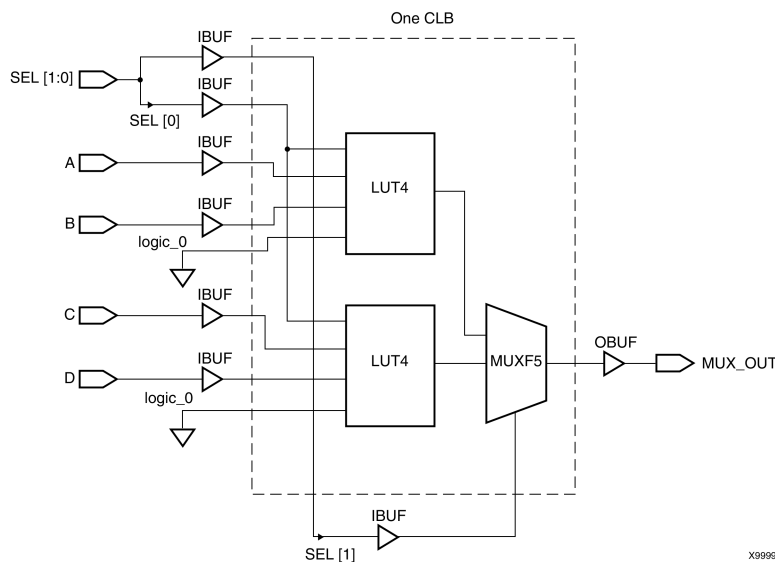 One CLB
IBUF
SEL [1:0]
IBUF
SEL [0]
IBUF
A
LUT4
IBUF
B
logic_0
IBUF
C
LUT4
MUXF5
OBUF
MUX_OUT
IBUF
D
logic_0
IBUF
SEL [1]
X9999